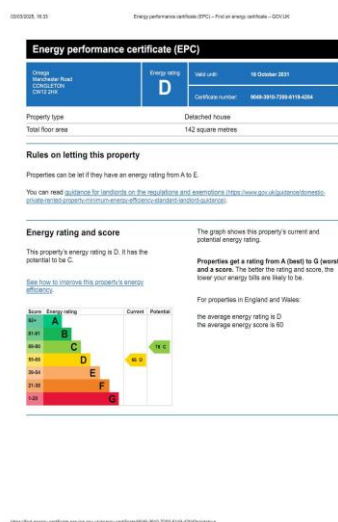 02/03/2025, 16:33
Energy performance certificate (EPC) – Find an energy certificate – GOV.UK
Energy performance certificate (EPC)
Omega
Manchester Road
CONGLETON
CW12 2HX
Energy rating
D
Valid until: 10 October 2031
Certificate number:
Property type Detached house
Total floor area 142 square metres
Rules on letting this property
Properties can be let if they have an energy rating from A to E.
You can read guidance for landlords on the regulations and exemptions (https://www.gov.uk/guidance/domestic-
private-rented-property-minimum-energy-efficiency-standard-landlord-guidance).
Energy rating and score
This property's energy rating is D. It has the
potential to be C.
See how to improve this property's energy
efficiency.
Score Energy rating Current Potential
92+ A
81-91 B
69-80 C
55-68 D
39-54 E
21-38 F
1-20 G
D
C
The graph shows this property's current and
potential energy rating.
Properties get a rating from A (best) to G (worst
and a score. The better the rating and score, the
lower your energy bills are likely to be.
For properties in England and Wales:
the average energy rating is D
the average energy score is 60